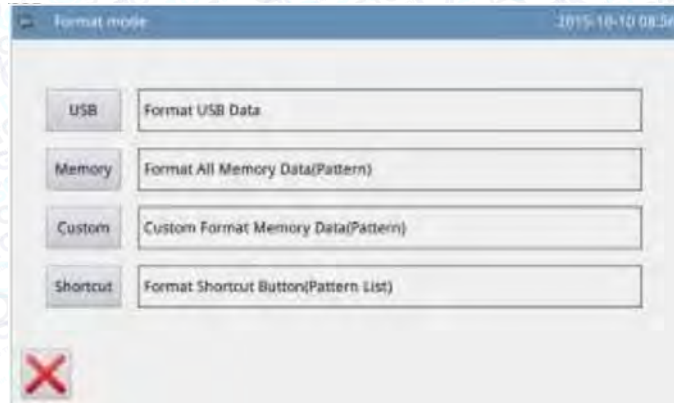 Format mode 2015-10-10 08:56
USB Format USB Data
Memory Format All Memory Data(Pattern)
Custom Custom Format Memory Data(Pattern)
Shortcut Format Shortcut Button(Pattern List)